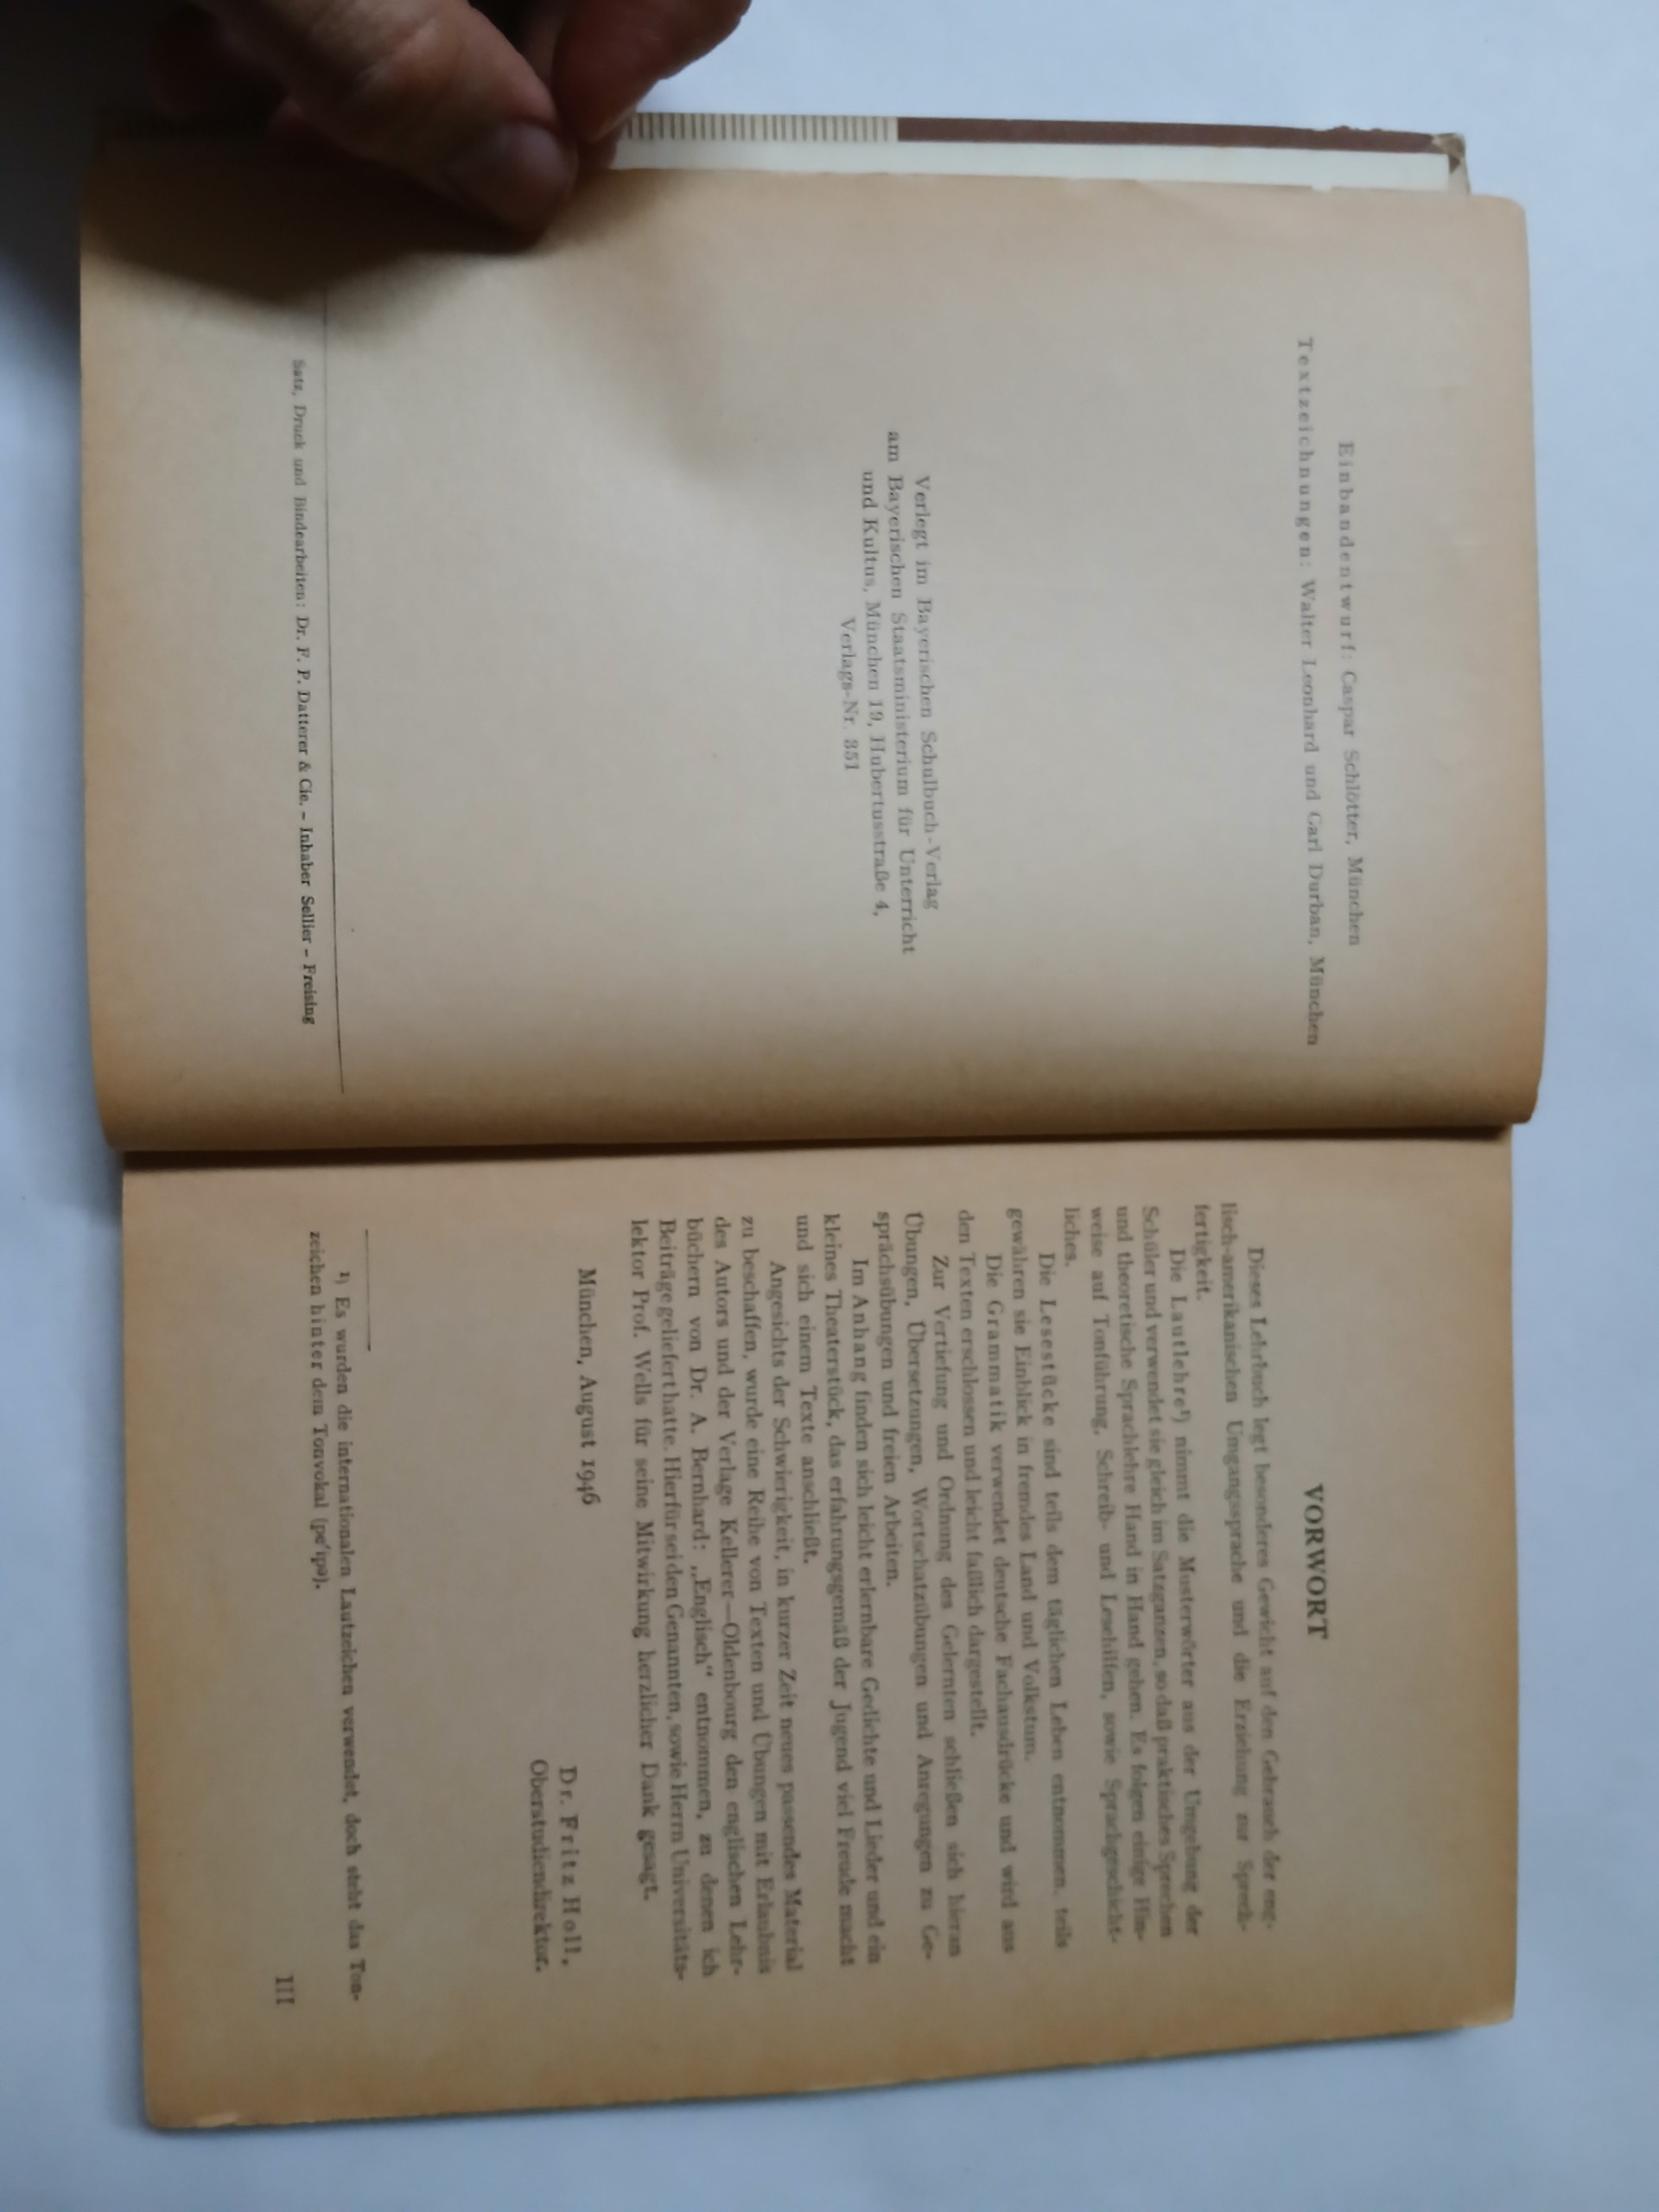 Einbandentwurf: Caspar Schlötter, München
Textzeichnungen: Walter Leonhard und Carl Durban, München
Verlegt im Bayerischen Schulbuch-Verlag
am Bayerischen Staatsministerium für Unterricht
und Kultus, München 19, Hubertusstraße 4,
Verlags-Nr. 351
Satz, Druck und Bindearbeiten: Dr. F. P. Datterer & Cie. – Inhaber Sellier – Freising
VORWORT
Dieses Lehrbuch legt besonderes Gewicht auf den Gebrauch der eng-
lisch-amerikanischen Umgangssprache und die Erziehung zur Sprech-
fertigkeit.
Die Lautlehre¹) nimmt die Musterwörter aus der Umgebung der
Schüler und verwendet sie gleich im Satzganzen, so daß praktisches Sprechen
und theoretische Sprachlehre Hand in Hand gehen. Es folgen einige Hin-
weise auf Tonführung, Schreib- und Lesehilfen, sowie Sprachgeschicht-
liches.
Die Lesestücke sind teils dem täglichen Leben entnommen, teils
gewähren sie Einblick in fremdes Land und Volkstum.
Die Grammatik verwendet deutsche Fachausdrücke und wird aus
den Texten erschlossen und leicht faßlich dargestellt.
Zur Vertiefung und Ordnung des Gelernten schließen sich hieran
Übungen, Übersetzungen, Wortschatzübungen und Anregungen zu Ge-
sprächsübungen und freien Arbeiten.
Im Anhang finden sich leicht erlernbare Gedichte und Lieder und ein
kleines Theaterstück, das erfahrungsgemäß der Jugend viel Freude macht
und sich einem Texte anschließt.
Angesichts der Schwierigkeit, in kurzer Zeit neues passendes Material
zu beschaffen, wurde eine Reihe von Texten und Übungen mit Erlaubnis
des Autors und der Verlage Kellerer—Oldenbourg den englischen Lehr-
büchern von Dr. A. Bernhard: „Englisch“ entnommen, zu denen ich
Beiträge geliefert hatte. Hierfür sei den Genannten, sowie Herrn Universitäts-
lektor Prof. Wells für seine Mitwirkung herzlicher Dank gesagt.
München, August 1946
Dr. Fritz Holl,
Oberstudiendirektor.
¹) Es wurden die internationalen Lautzeichen verwendet, doch steht das Ton-
zeichen hinter dem Tonvokal (pe′ipə).
III